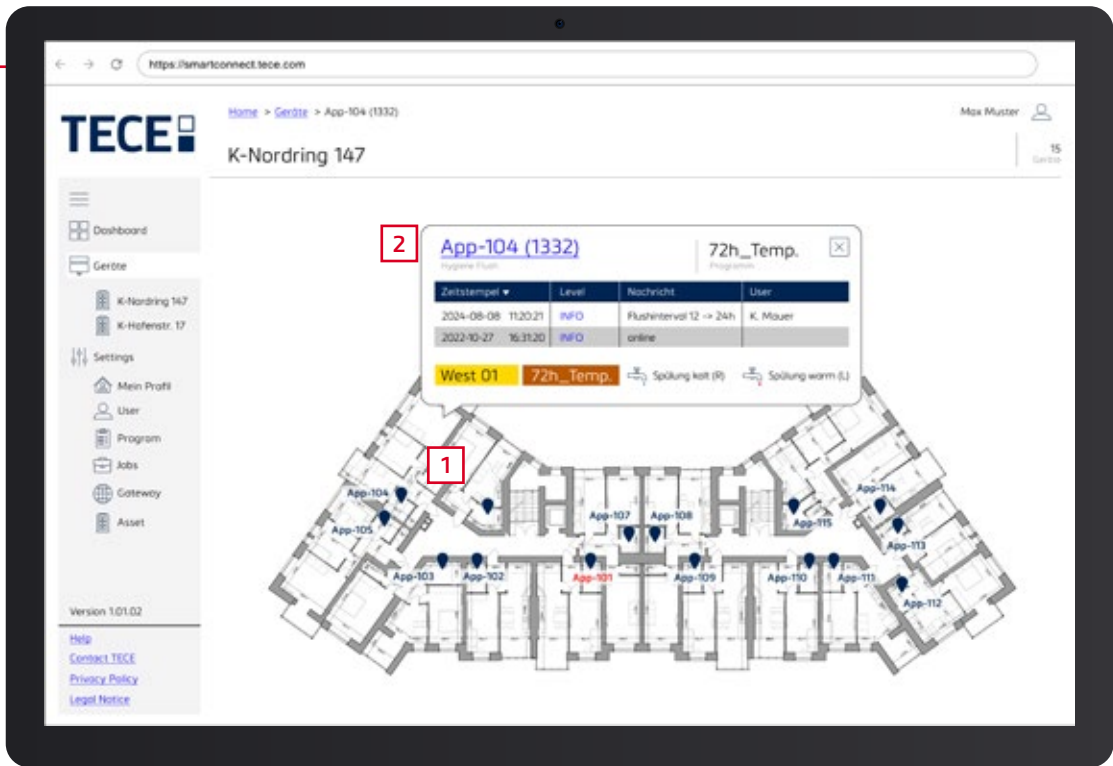 https://smartconnect.tece.com
TECE
Home > Geräte > App-104 (1332)
Max Muster
K-Nordring 147
15
Geräte
Dashboard
Geräte
K-Nordring 147
K-Hafenstr. 17
Settings
Mein Profil
User
Program
Jobs
Gateway
Asset
Version 1.01.02
Help
Contact TECE
Privacy Policy
Legal Notice
2
App-104 (1332)
Hygiene Flush
72h_Temp.
Programm
Zeitstempel Level Nachricht User
2024-08-08 11:20:21 INFO Flushinterval 12 -> 24h K. Mauer
2022-10-27 16:31:20 INFO online
West 01 72h_Temp. Spülung kalt (R) Spülung warm (L)
1
App-104
App-105
App-107
App-108
App-114
App-115
App-113
App-103
App-102
App-101
App-109
App-110
App-111
App-112